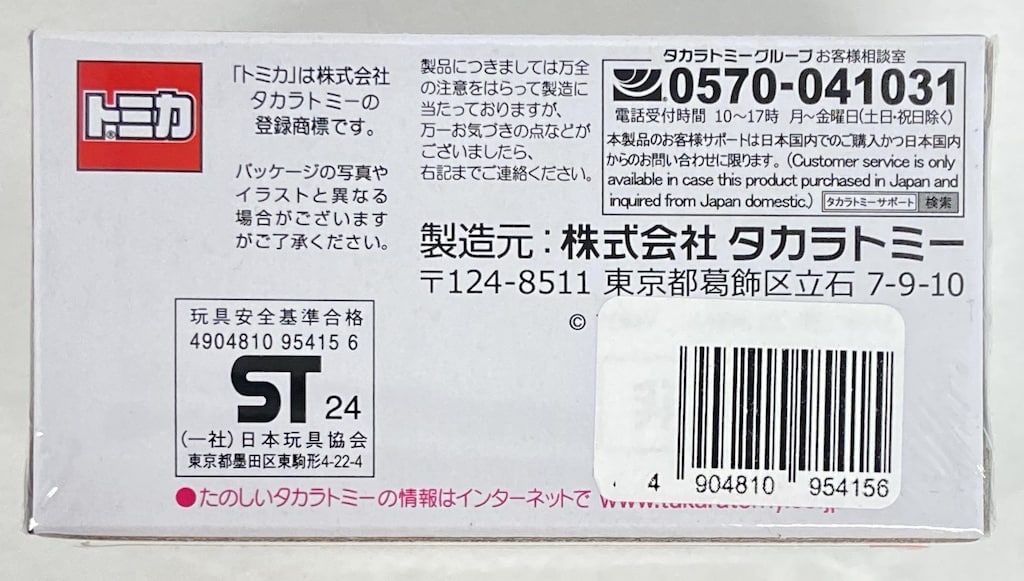 トミカ®
「トミカ」は株式会社
タカラトミーの
登録商標です。
パッケージの写真や
イラストと異なる
場合がございます
がご了承ください。
製品につきましては万全
の注意をはらって製造に
当たっておりますが、
万一お気づきの点などが
ございましたら、
右記までご連絡ください。
タカラトミーグループ お客様相談室
0570-041031
電話受付時間 10〜17時 月〜金曜日(土日・祝日除く)
本製品のお客様サポートは日本国内でのご購入かつ日本国内
からのお問い合わせに限ります。(Customer service is only
available in case this product purchased in Japan and
inquired from Japan domestic.) タカラトミーサポート 検索
製造元:株式会社 タカラトミー
〒124-8511 東京都葛飾区立石 7-9-10
©
玩具安全基準合格
4904810 95415 6
ST 24
(一社)日本玩具協会
東京都墨田区東駒形4-22-4
4 904810 954156
●たのしいタカラトミーの情報はインターネットで